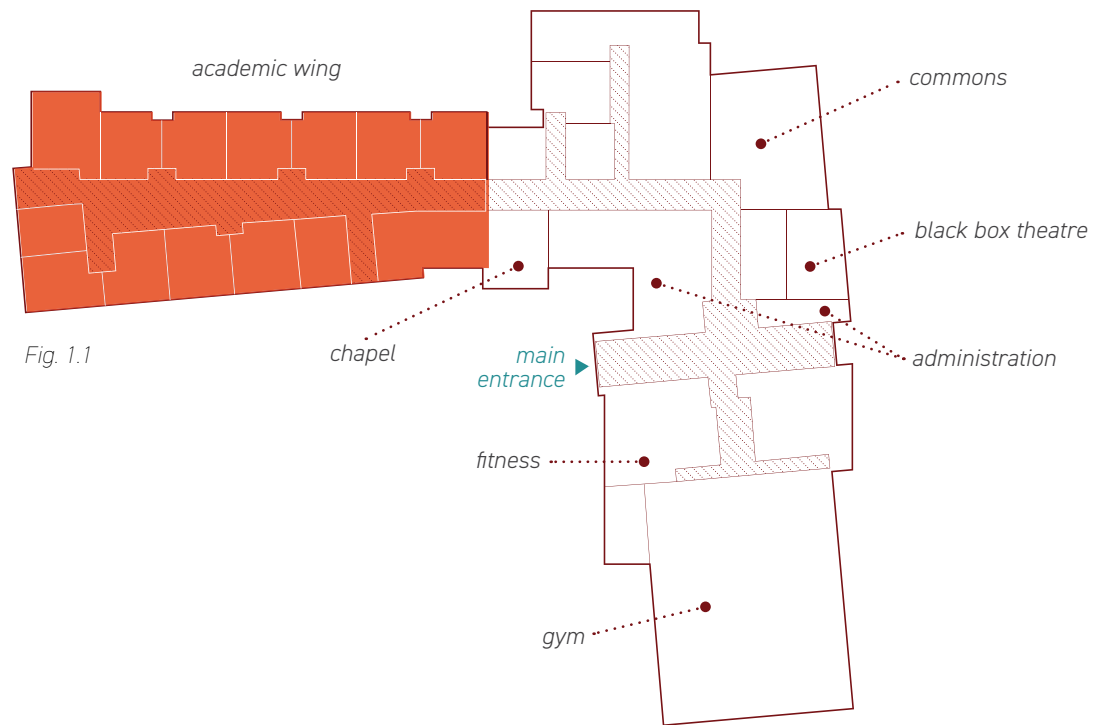 academic wing
commons
black box theatre
Fig. 1.1
chapel
main
entrance
administration
fitness
gym